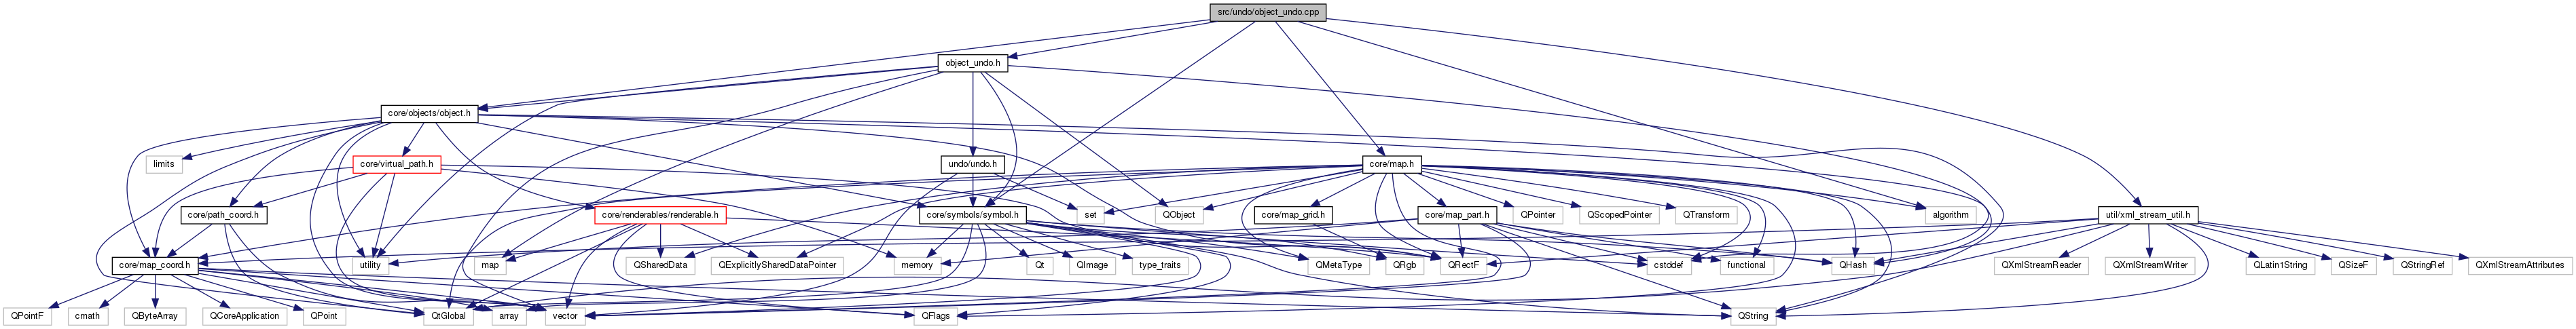 src/undo/object_undo.cpp
object_undo.h
core/objects/object.h
limits
core/virtual_path.h
undo/undo.h
core/map.h
core/path_coord.h
core/renderables/renderable.h
core/symbols/symbol.h
set
QObject
core/map_grid.h
core/map_part.h
QPointer
QScopedPointer
QTransform
algorithm
util/xml_stream_util.h
core/map_coord.h
utility
map
QSharedData
QExplicitlySharedDataPointer
memory
Qt
QImage
type_traits
QMetaType
QRgb
QRectF
cstddef
functional
QHash
QXmlStreamReader
QXmlStreamWriter
QLatin1String
QSizeF
QStringRef
QXmlStreamAttributes
QPointF
cmath
QByteArray
QCoreApplication
QPoint
QtGlobal
array
vector
QFlags
QString